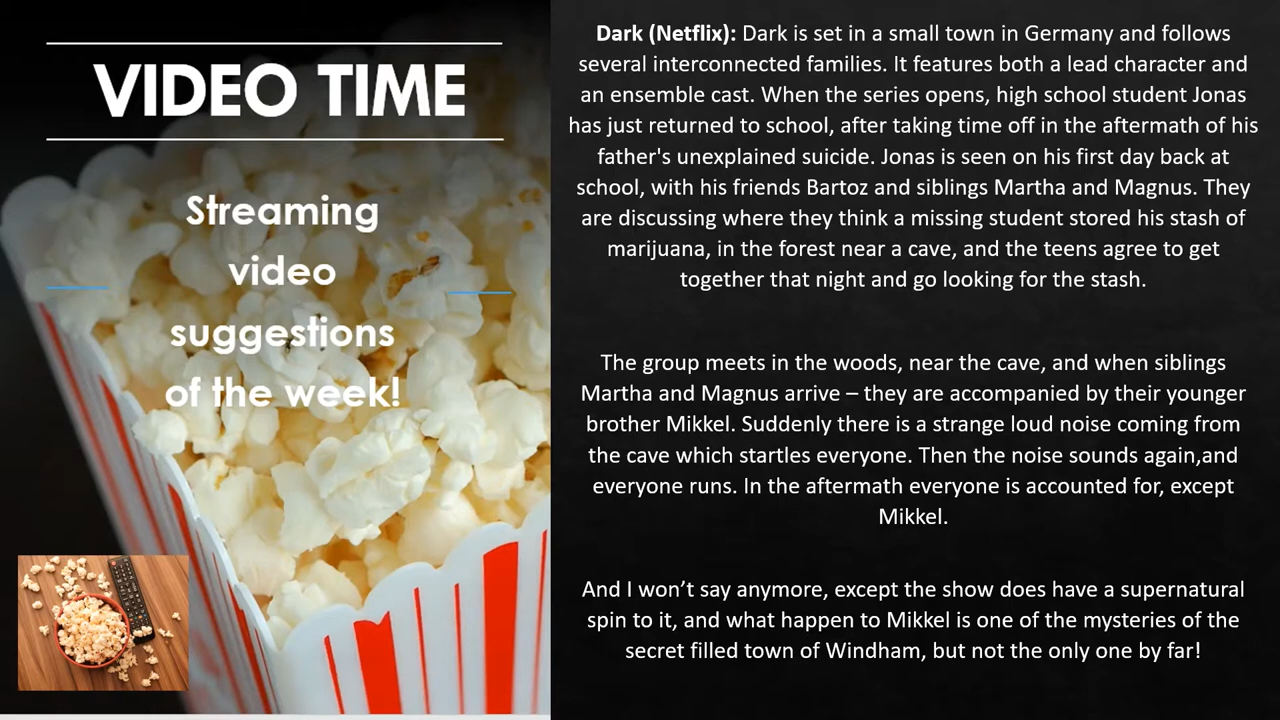 VIDEO TIME
Streaming
video
suggestions
of the week!
Dark (Netflix): Dark is set in a small town in Germany and follows
several interconnected families. It features both a lead character and
an ensemble cast. When the series opens, high school student Jonas
has just returned to school, after taking time off in the aftermath of his
father's unexplained suicide. Jonas is seen on his first day back at
school, with his friends Bartoz and siblings Martha and Magnus. They
are discussing where they think a missing student stored his stash of
marijuana, in the forest near a cave, and the teens agree to get
together that night and go looking for the stash.
The group meets in the woods, near the cave, and when siblings
Martha and Magnus arrive – they are accompanied by their younger
brother Mikkel. Suddenly there is a strange loud noise coming from
the cave which startles everyone. Then the noise sounds again,and
everyone runs. In the aftermath everyone is accounted for, except
Mikkel.
And I won’t say anymore, except the show does have a supernatural
spin to it, and what happen to Mikkel is one of the mysteries of the
secret filled town of Windham, but not the only one by far!